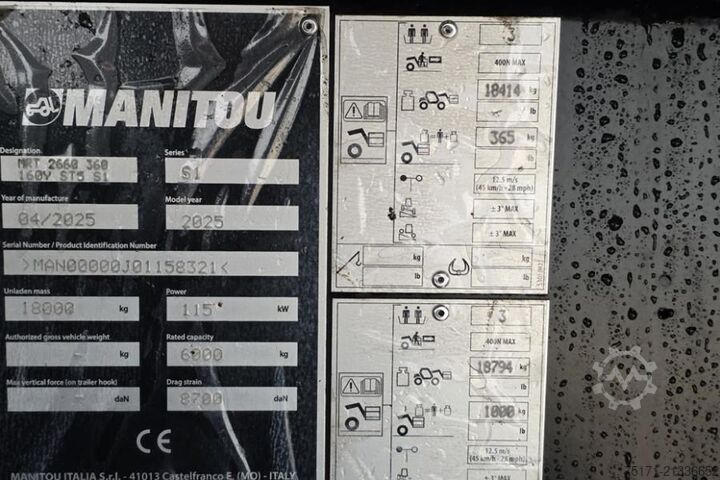 MANITOU
Designation
MRT 2660 360
160Y ST5 S1
Series
S1
Year of manufacture
04/2025
Model year
2025
Serial Number / Product Identification Number
>MAN00000J01158321<
Unladen mass
18000 kg
Power
115 kW
Authorized gross vehicle weight
kg
Rated capacity
6000 kg
Max vertical force (on trailer hook)
daN
Drag strain
8700 daN
CE
MANITOU ITALIA S.r.l. - 41013 Castelfranco E. (MO) - ITALY
3
400N MAX
18414 kg
lb
365 kg
lb
12.5 m/s
(45 km/h - 28 mph)
± 3° MAX
± 3° MAX
kg
kg
lb
lb
3
400N MAX
18794 kg
lb
1000 kg
lb
12.5 m/s
(45 km/h - 28 mph)
± 3° MAX